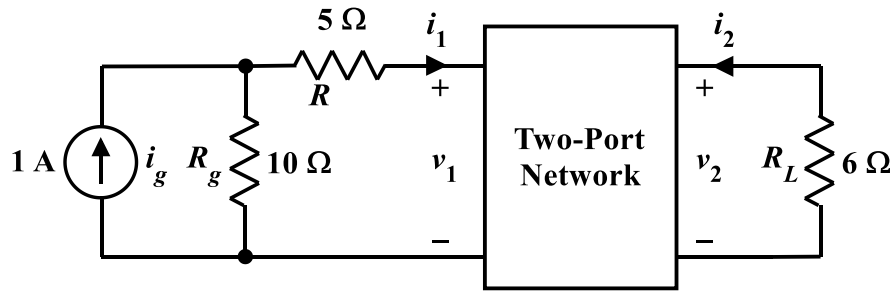 5 Ω
i1
i2
R
+
+
1 A
ig
Rg
10 Ω
v1
Two-Port
Network
v2
RL
6 Ω
−
−